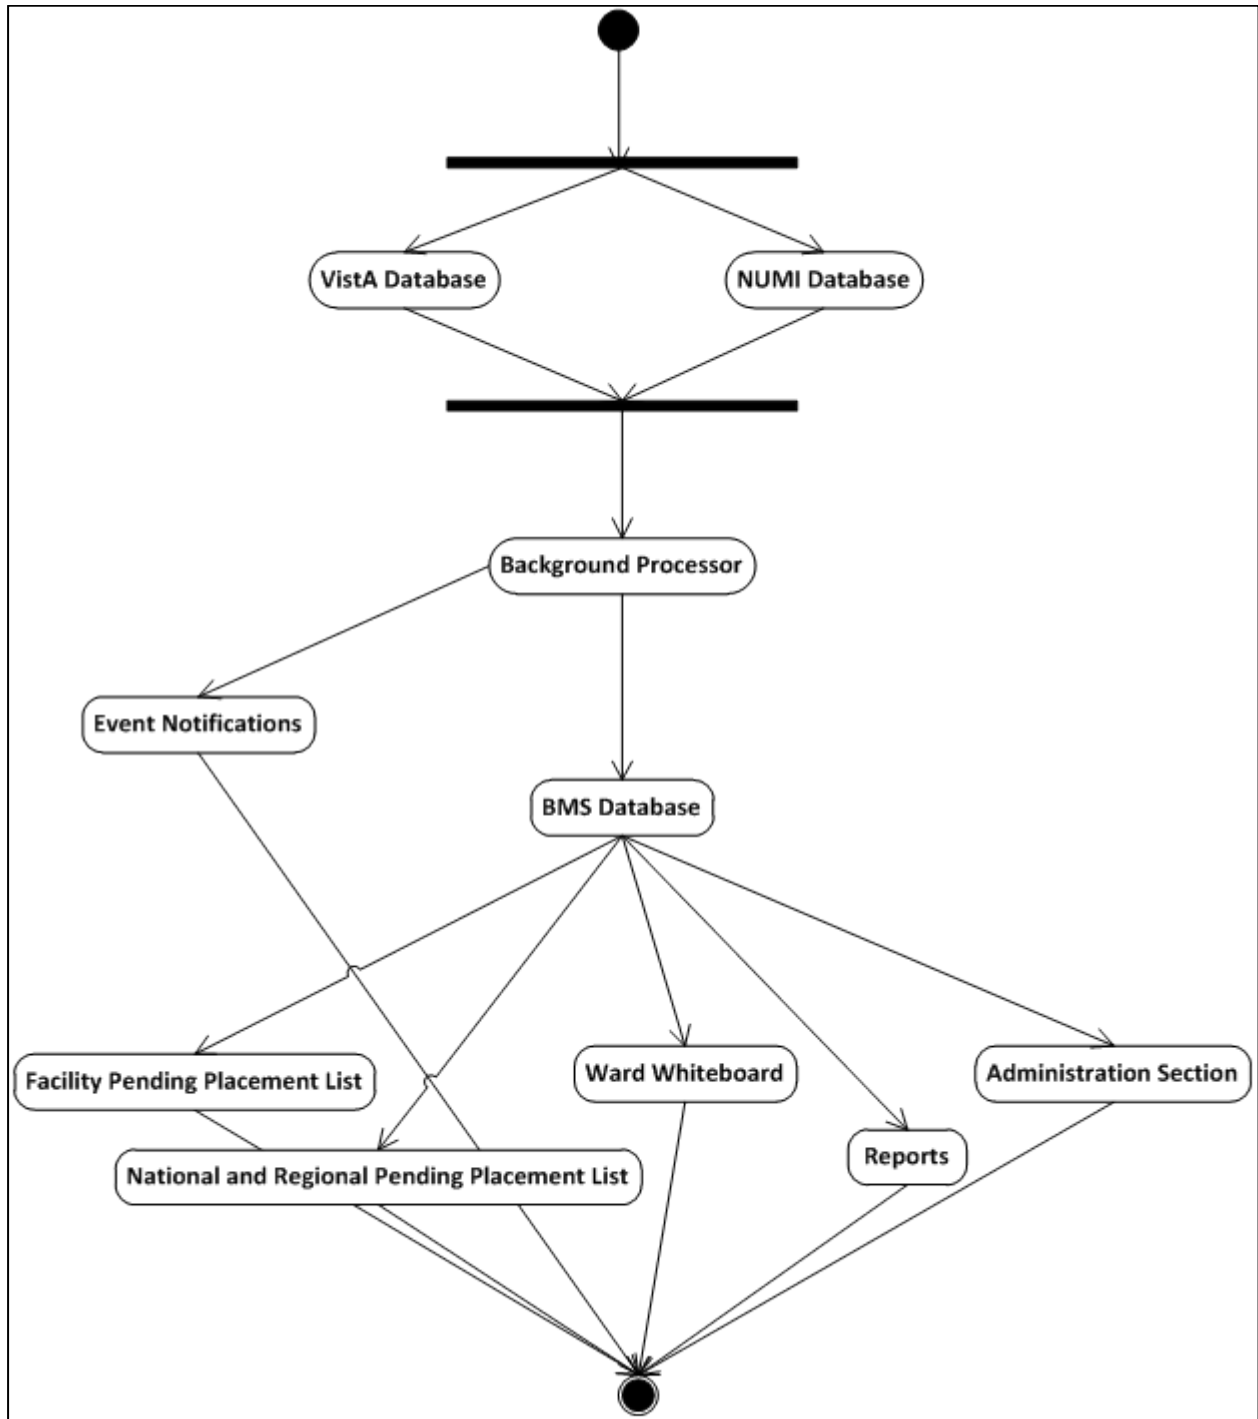 VistA Database
NUMI Database
Background Processor
Event Notifications
BMS Database
Facility Pending Placement List
Ward Whiteboard
Administration Section
National and Regional Pending Placement List
Reports